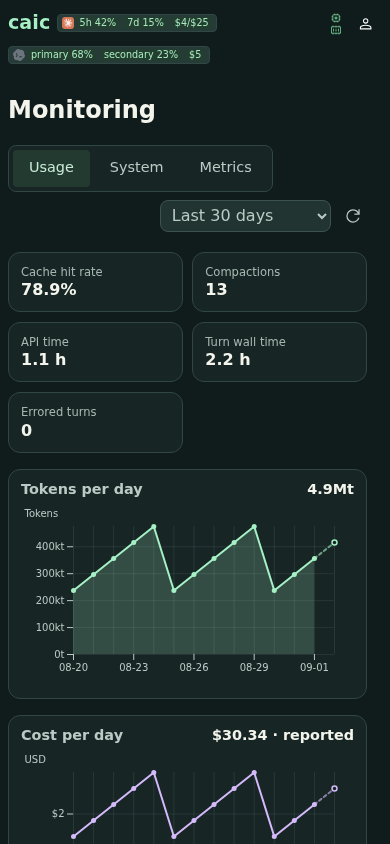 caic 5h 42% 7d 15% $4/$25
primary 68% secondary 23% $5
Monitoring
Usage System Metrics
Last 30 days
Cache hit rate
78.9%
Compactions
13
API time
1.1 h
Turn wall time
2.2 h
Errored turns
0
Tokens per day 4.9Mt
Tokens
400kt
300kt
200kt
100kt
0t
08-20 08-23 08-26 08-29 09-01
Cost per day $30.34 · reported
USD
$2